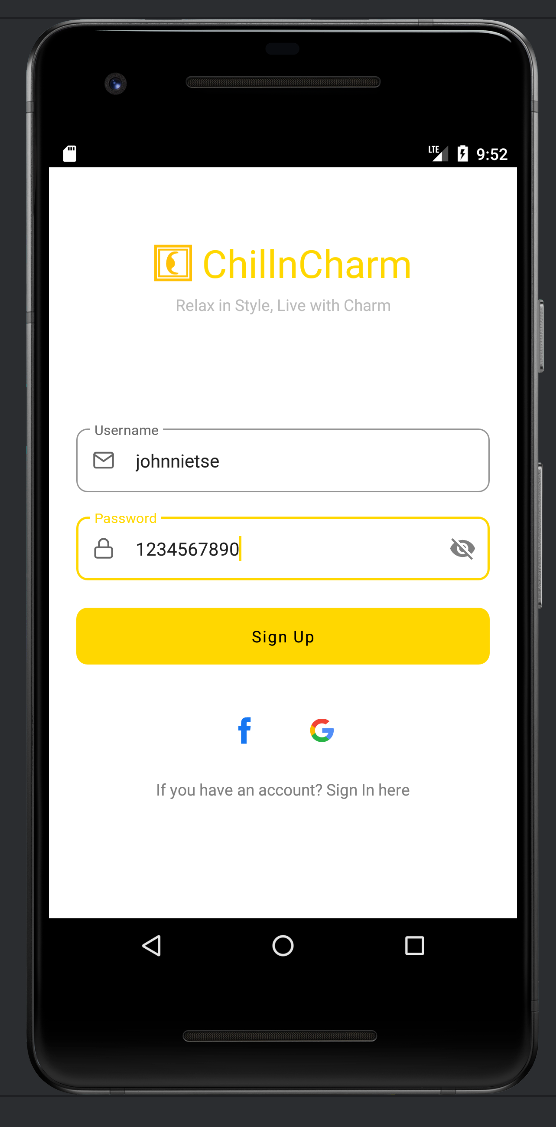 LTE 9:52
ChillnCharm
Relax in Style, Live with Charm
Username
johnnietse
Password
1234567890
Sign Up
If you have an account? Sign In here